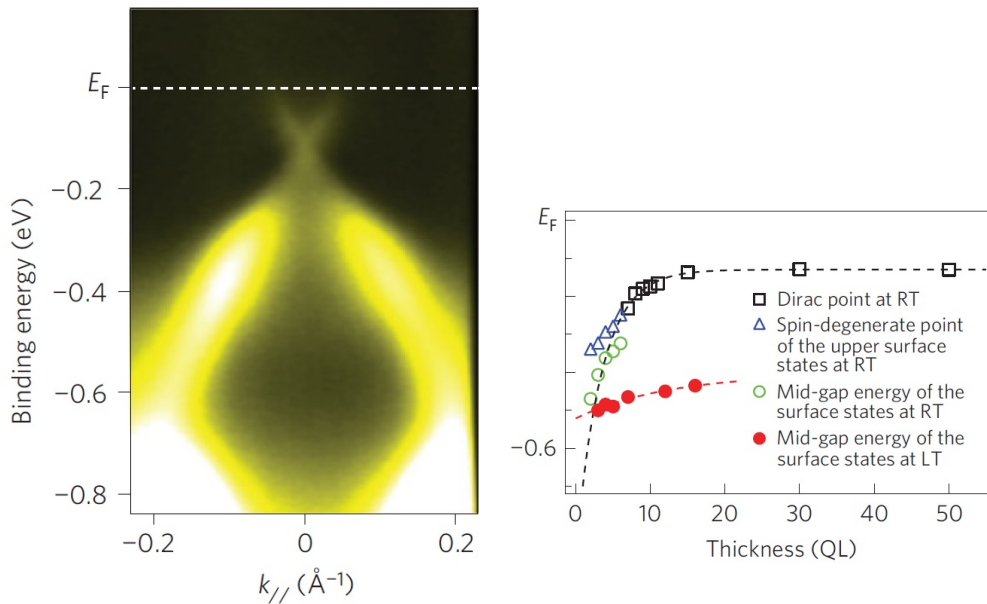 E_F
−0.2
−0.4
−0.6
−0.8
Binding energy (eV)
−0.2
0
0.2
k_// (Å⁻¹)
E_F
−0.6
0
10
20
30
40
50
Thickness (QL)
Dirac point at RT
Spin-degenerate point
of the upper surface
states at RT
Mid-gap energy of the
surface states at RT
Mid-gap energy of the
surface states at LT